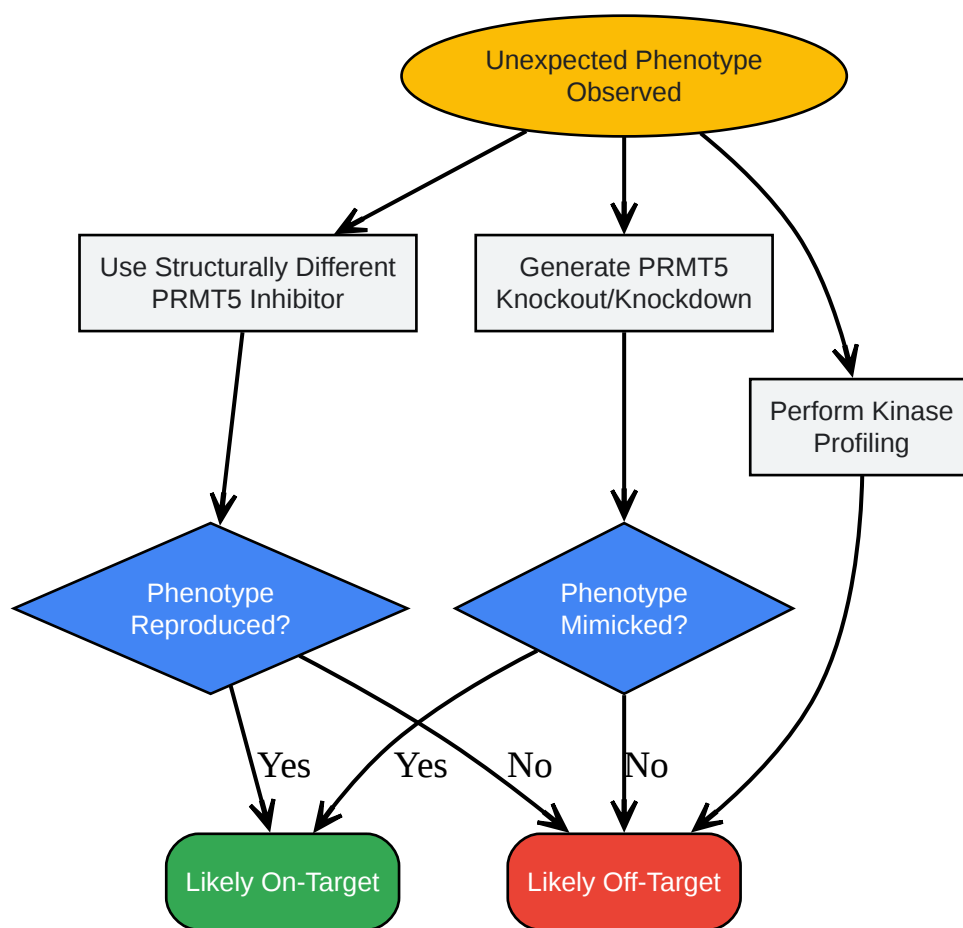 Unexpected Phenotype
Observed
Use Structurally Different
PRMT5 Inhibitor
Generate PRMT5
Knockout/Knockdown
Perform Kinase
Profiling
Phenotype
Reproduced?
Phenotype
Mimicked?
Yes
Yes
No
No
Likely On-Target
Likely Off-Target